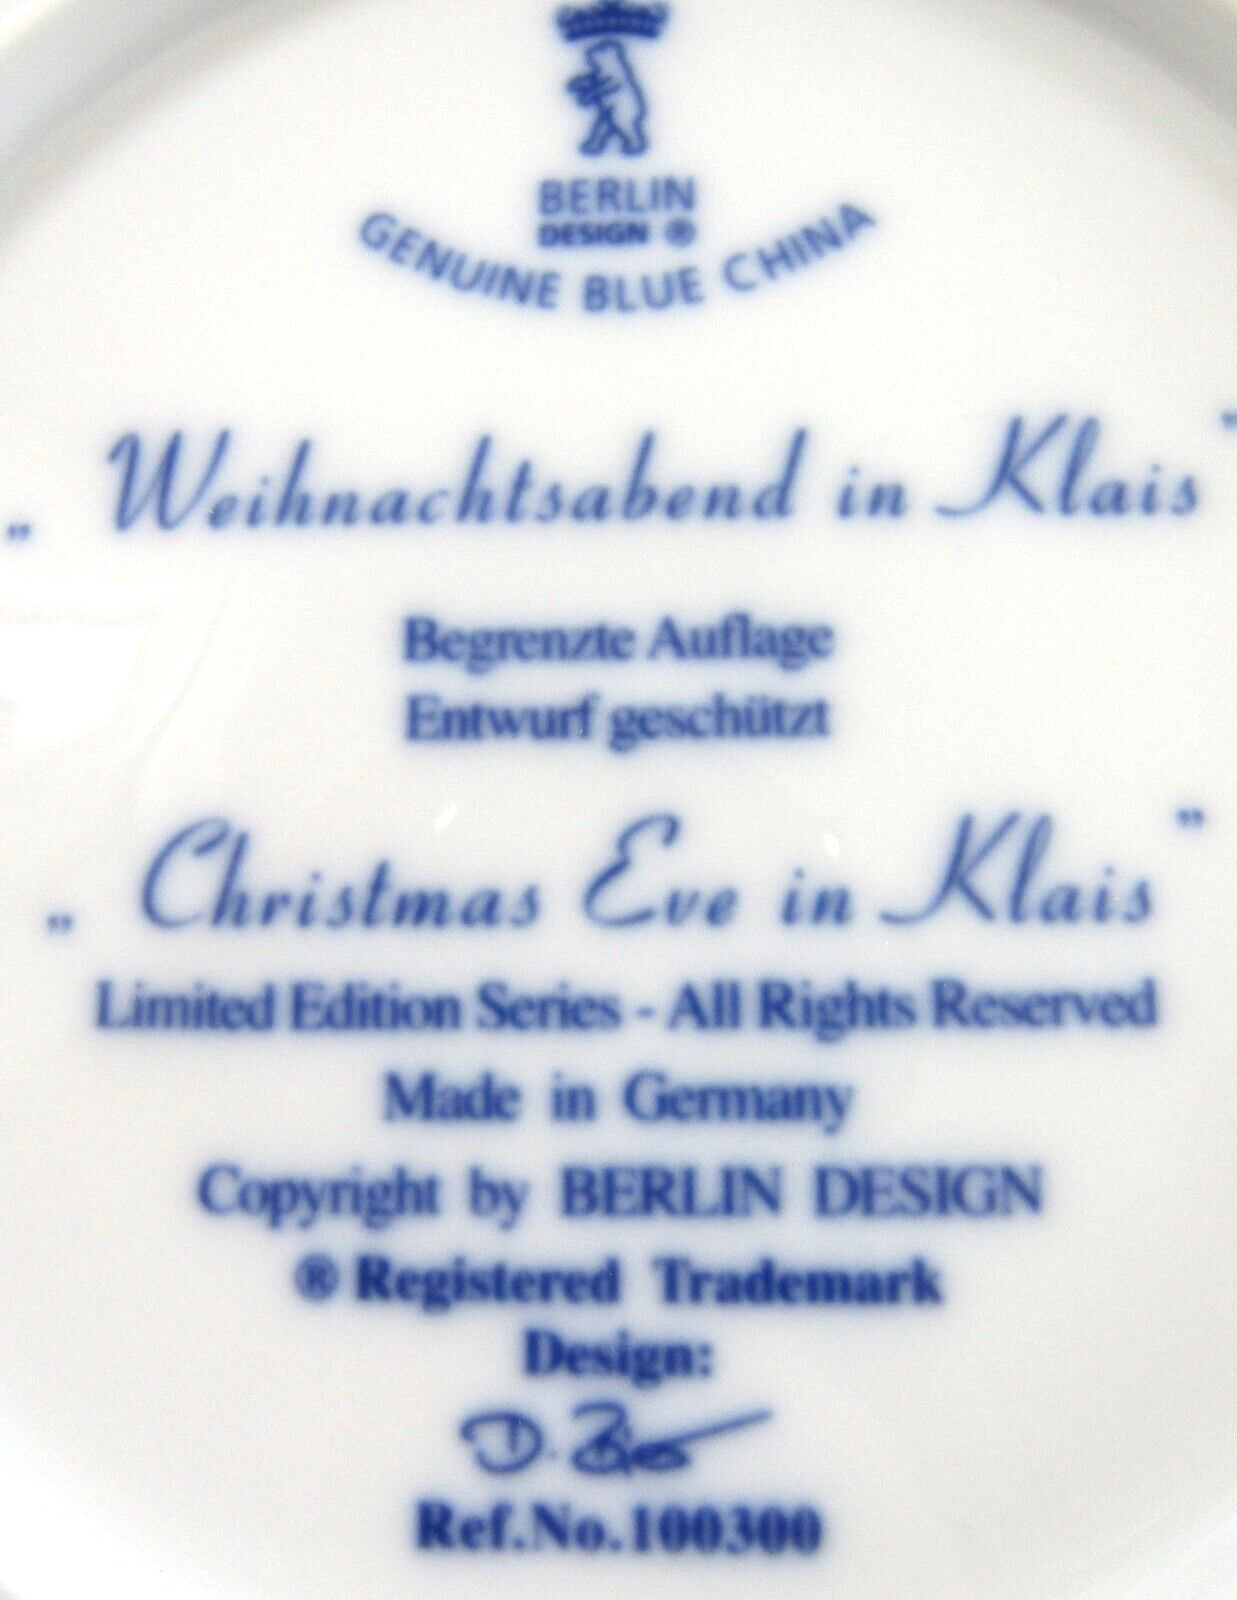 BERLIN
DESIGN ®
GENUINE BLUE CHINA
„ Weihnachtsabend in Klais "
Begrenzte Auflage
Entwurf geschützt
„ Christmas Eve in Klais "
Limited Edition Series - All Rights Reserved
Made in Germany
Copyright by BERLIN DESIGN
® Registered Trademark
Design:
D.
Ref.No.100300